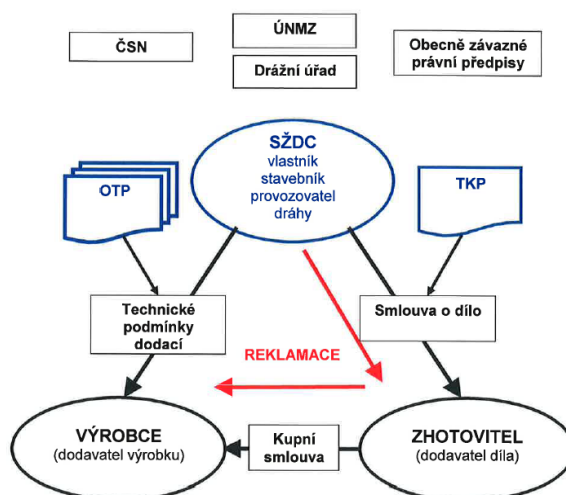 ČSN
ÚNMZ
Drážní úřad
Obecně závazné
právní předpisy
SŽDC
vlastník
stavebník
provozovatel
dráhy
OTP
TKP
Technické
podmínky
dodací
Smlouva o dílo
REKLAMACE
VÝROBCE
(dodavatel výrobku)
Kupní
smlouva
ZHOTOVITEL
(dodavatel díla)